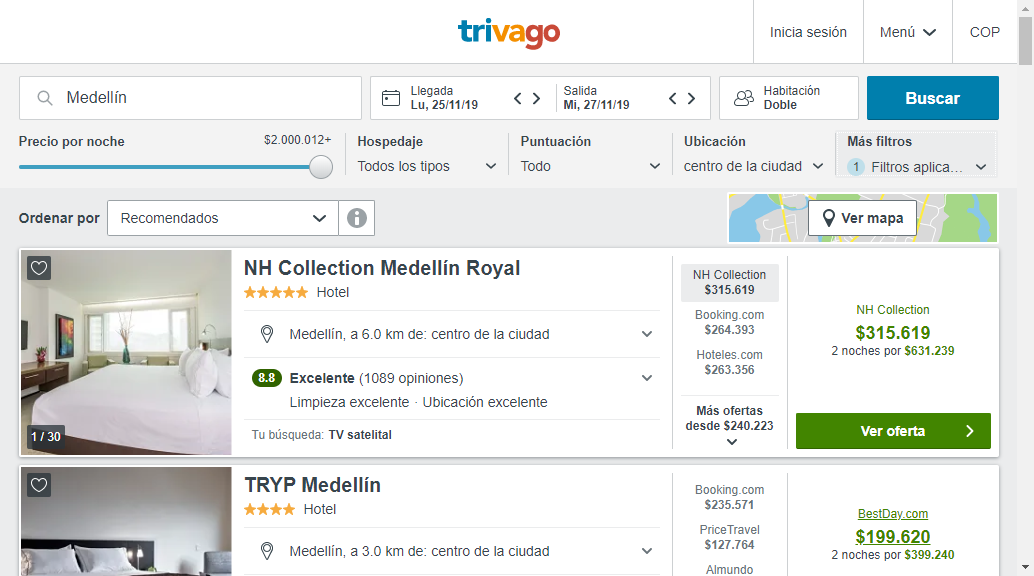 trivago
Inicia sesión
Menú
COP
Medellín
Llegada
Lu, 25/11/19
Salida
Mi, 27/11/19
Habitación
Doble
Buscar
Precio por noche
$2.000.012+
Hospedaje
Todos los tipos
Puntuación
Todo
Ubicación
centro de la ciudad
Más filtros
1 Filtros aplica...
Ordenar por
Recomendados
Ver mapa
NH Collection Medellín Royal
Hotel
Medellín, a 6.0 km de: centro de la ciudad
8.8 Excelente (1089 opiniones)
Limpieza excelente · Ubicación excelente
Tu búsqueda: TV satelital
1 / 30
NH Collection
$315.619
Booking.com
$264.393
Hoteles.com
$263.356
Más ofertas
desde $240.223
NH Collection
$315.619
2 noches por $631.239
Ver oferta
TRYP Medellín
Hotel
Medellín, a 3.0 km de: centro de la ciudad
Booking.com
$235.571
PriceTravel
$127.764
Almundo
BestDay.com
$199.620
2 noches por $399.240